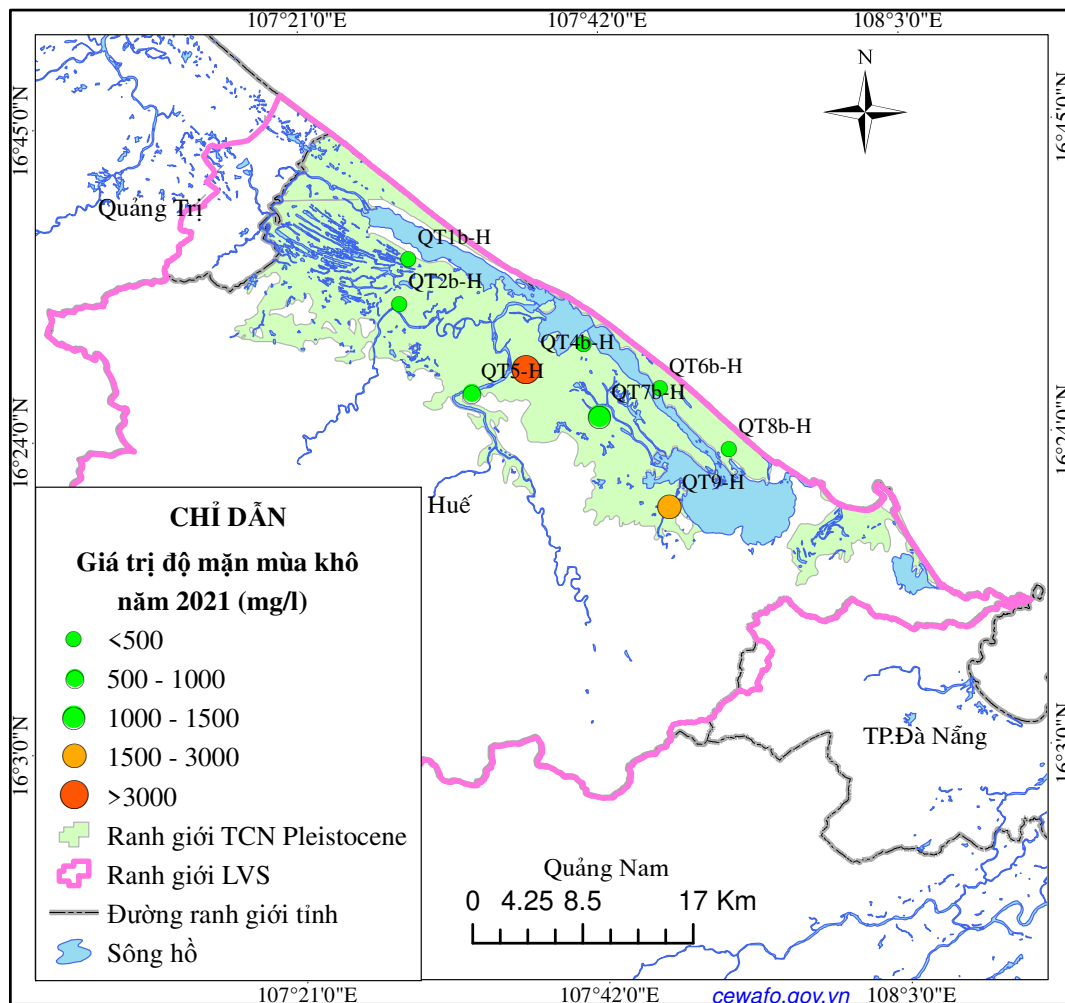 107°21'0"E
107°42'0"E
108°3'0"E
N
16°45'0"N
16°45'0"N
Quảng Trị
QT1b-H
QT2b-H
QT4b-H
QT5-H
QT6b-H
QT7b-H
QT8b-H
16°24'0"N
16°24'0"N
QT9-H
Huế
CHỈ DẪN
Giá trị độ mặn mùa khô
năm 2021 (mg/l)
<500
500 - 1000
1000 - 1500
1500 - 3000
>3000
Ranh giới TCN Pleistocene
Ranh giới LVS
Đường ranh giới tỉnh
Sông hồ
TP.Đà Nẵng
16°3'0"N
16°3'0"N
Quảng Nam
0 4.25 8.5 17 Km
107°21'0"E
107°42'0"E
108°3'0"E
cewafo.gov.vn